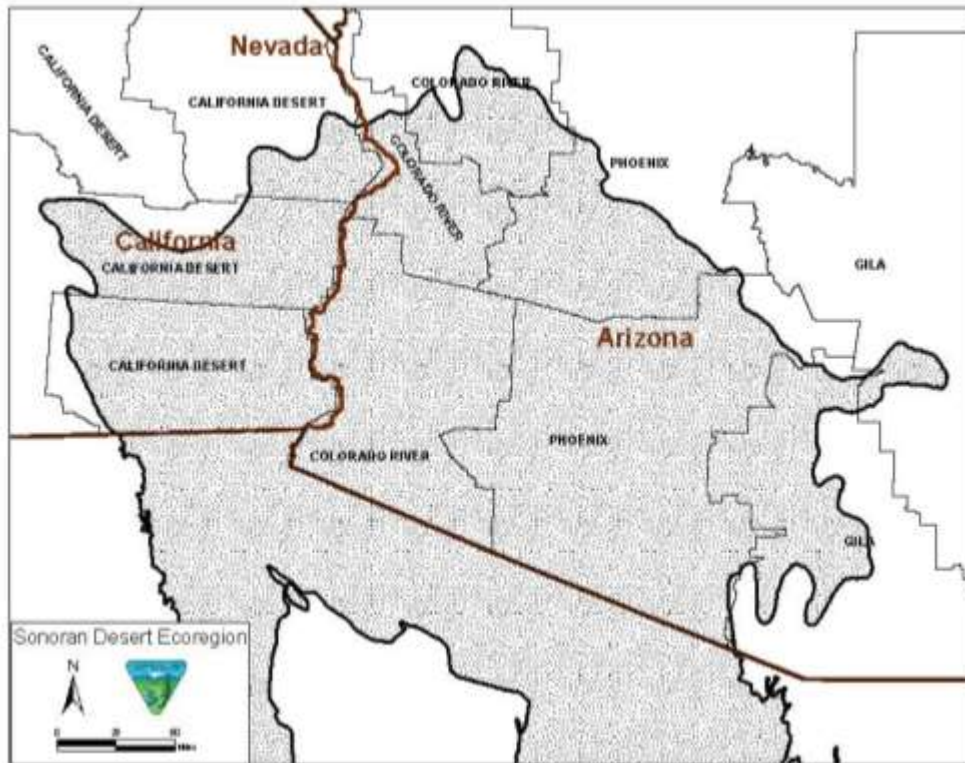 Nevada
CALIFORNIA DESERT
CALIFORNIA DESERT
COLORADO RIVER
COLORADO RIVER
PHOENIX
California
CALIFORNIA DESERT
GILA
Arizona
CALIFORNIA DESERT
COLORADO RIVER
PHOENIX
GILA
Sonoran Desert Ecoregion
N
0